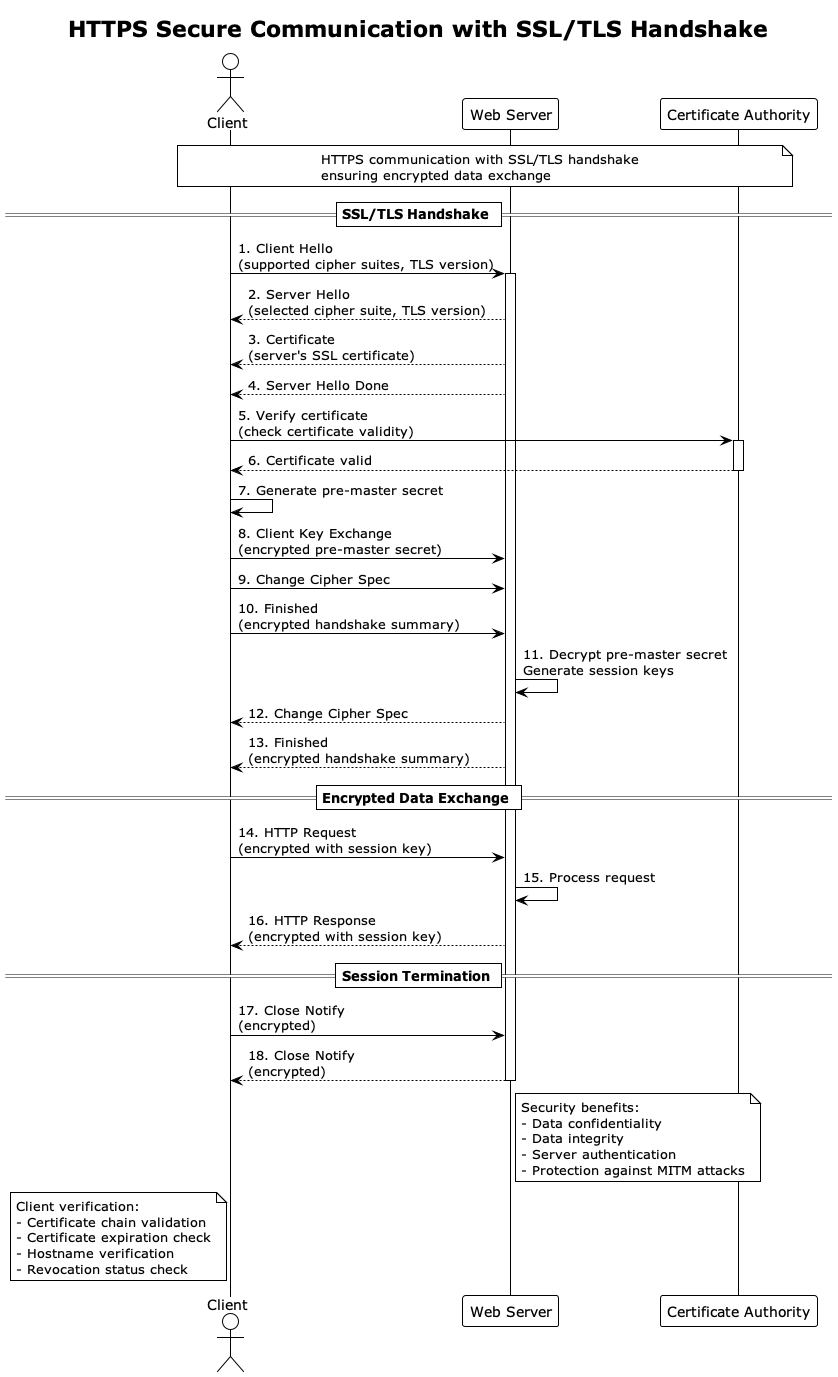 HTTPS Secure Communication with SSL/TLS Handshake
Client
Web Server
Certificate Authority
HTTPS communication with SSL/TLS handshake
ensuring encrypted data exchange
SSL/TLS Handshake
1. Client Hello
(supported cipher suites, TLS version)
2. Server Hello
(selected cipher suite, TLS version)
3. Certificate
(server's SSL certificate)
4. Server Hello Done
5. Verify certificate
(check certificate validity)
6. Certificate valid
7. Generate pre-master secret
8. Client Key Exchange
(encrypted pre-master secret)
9. Change Cipher Spec
10. Finished
(encrypted handshake summary)
11. Decrypt pre-master secret
Generate session keys
12. Change Cipher Spec
13. Finished
(encrypted handshake summary)
Encrypted Data Exchange
14. HTTP Request
(encrypted with session key)
15. Process request
16. HTTP Response
(encrypted with session key)
Session Termination
17. Close Notify
(encrypted)
18. Close Notify
(encrypted)
Security benefits:
- Data confidentiality
- Data integrity
- Server authentication
- Protection against MITM attacks
Client verification:
- Certificate chain validation
- Certificate expiration check
- Hostname verification
- Revocation status check
Client
Web Server
Certificate Authority